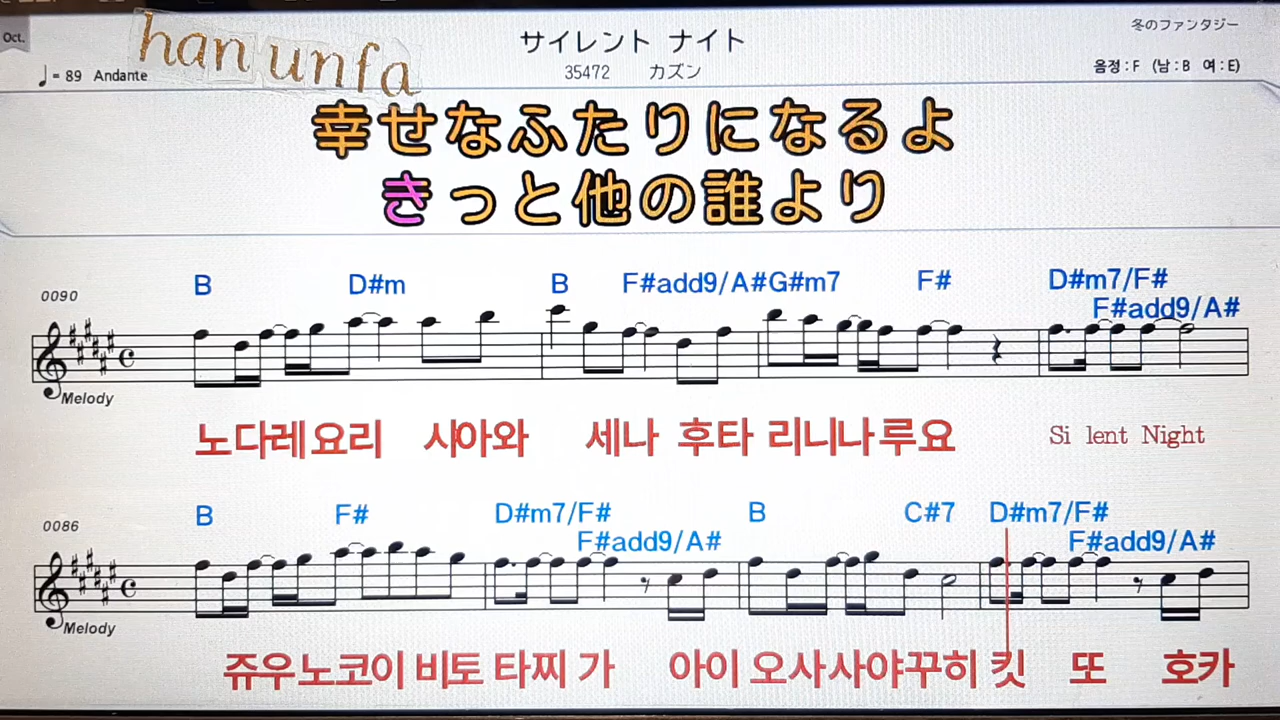 Oct.
han unfa
サイレント ナイト
冬のファンタジー
♩= 89 Andante
35472 カズン
음정 : F (남 : B 여 : E)
幸せなふたりになるよ
きっと他の誰より
B D#m B F#add9/A# G#m7 F# D#m7/F#
F#add9/A#
0090
Melody
노다레요리 시아와 세나 후타 리니나루요 Si lent Night
B F# D#m7/F# B C#7 D#m7/F#
F#add9/A# F#add9/A#
0086
Melody
쥬우노코이 비토 타찌 가 아이 오사사야꾸히 킷 또 호카